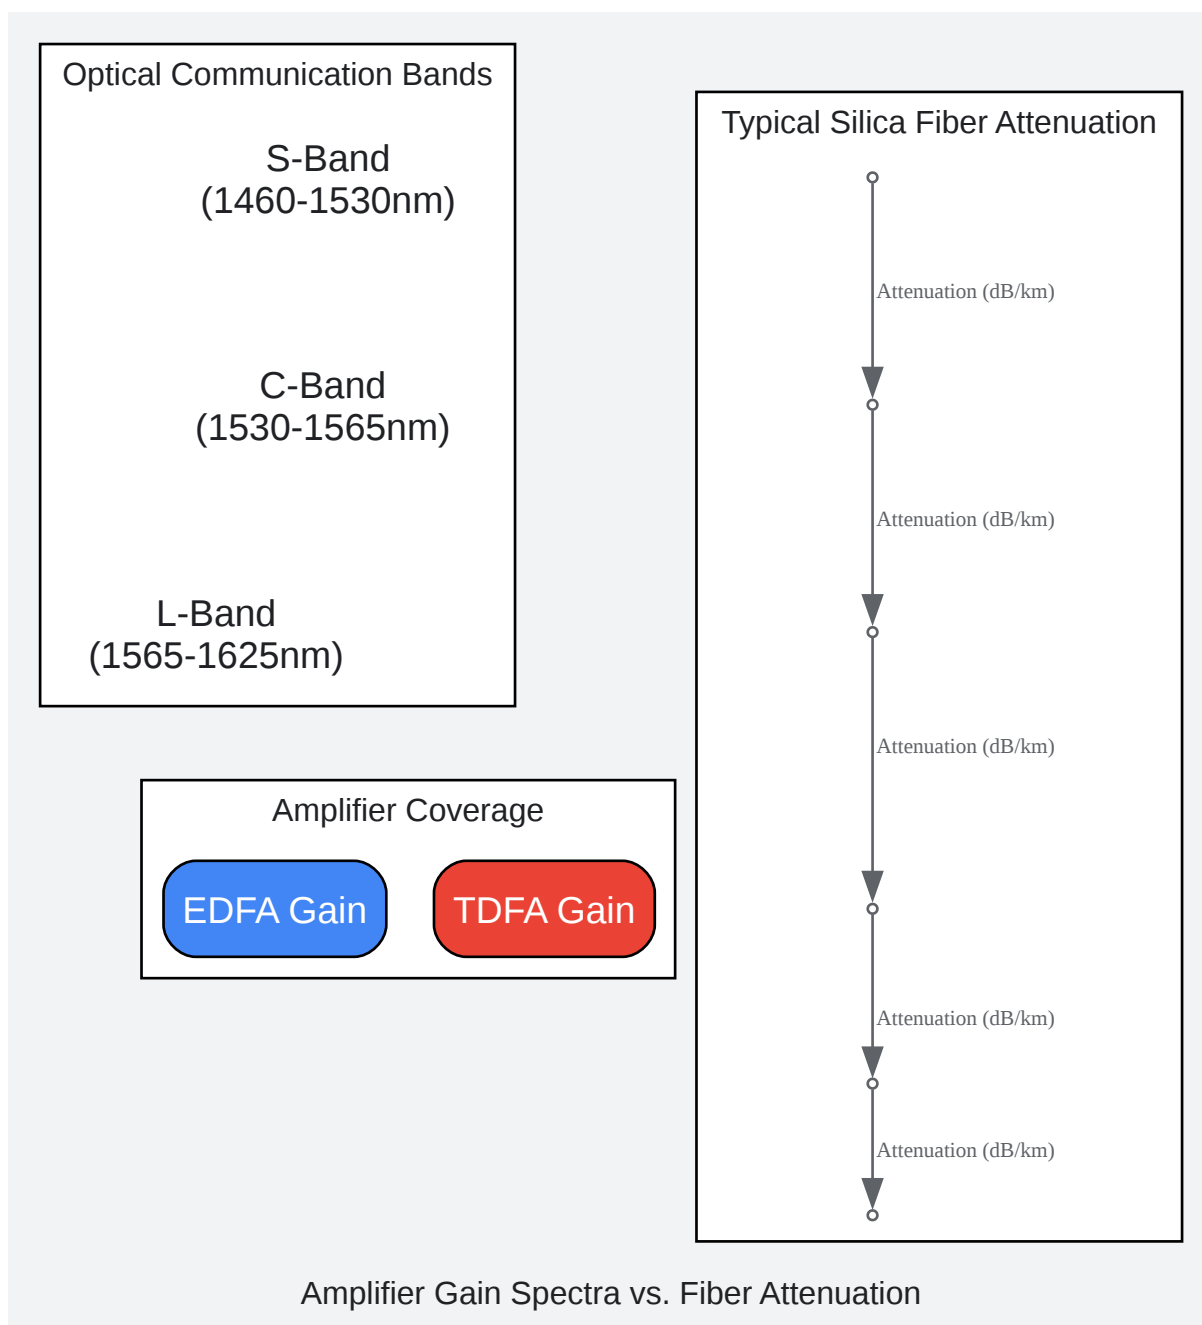 Optical Communication Bands
S-Band
(1460-1530nm)
C-Band
(1530-1565nm)
L-Band
(1565-1625nm)
Amplifier Coverage
EDFA Gain
TDFA Gain
Typical Silica Fiber Attenuation
Attenuation (dB/km)
Attenuation (dB/km)
Attenuation (dB/km)
Attenuation (dB/km)
Attenuation (dB/km)
Amplifier Gain Spectra vs. Fiber Attenuation